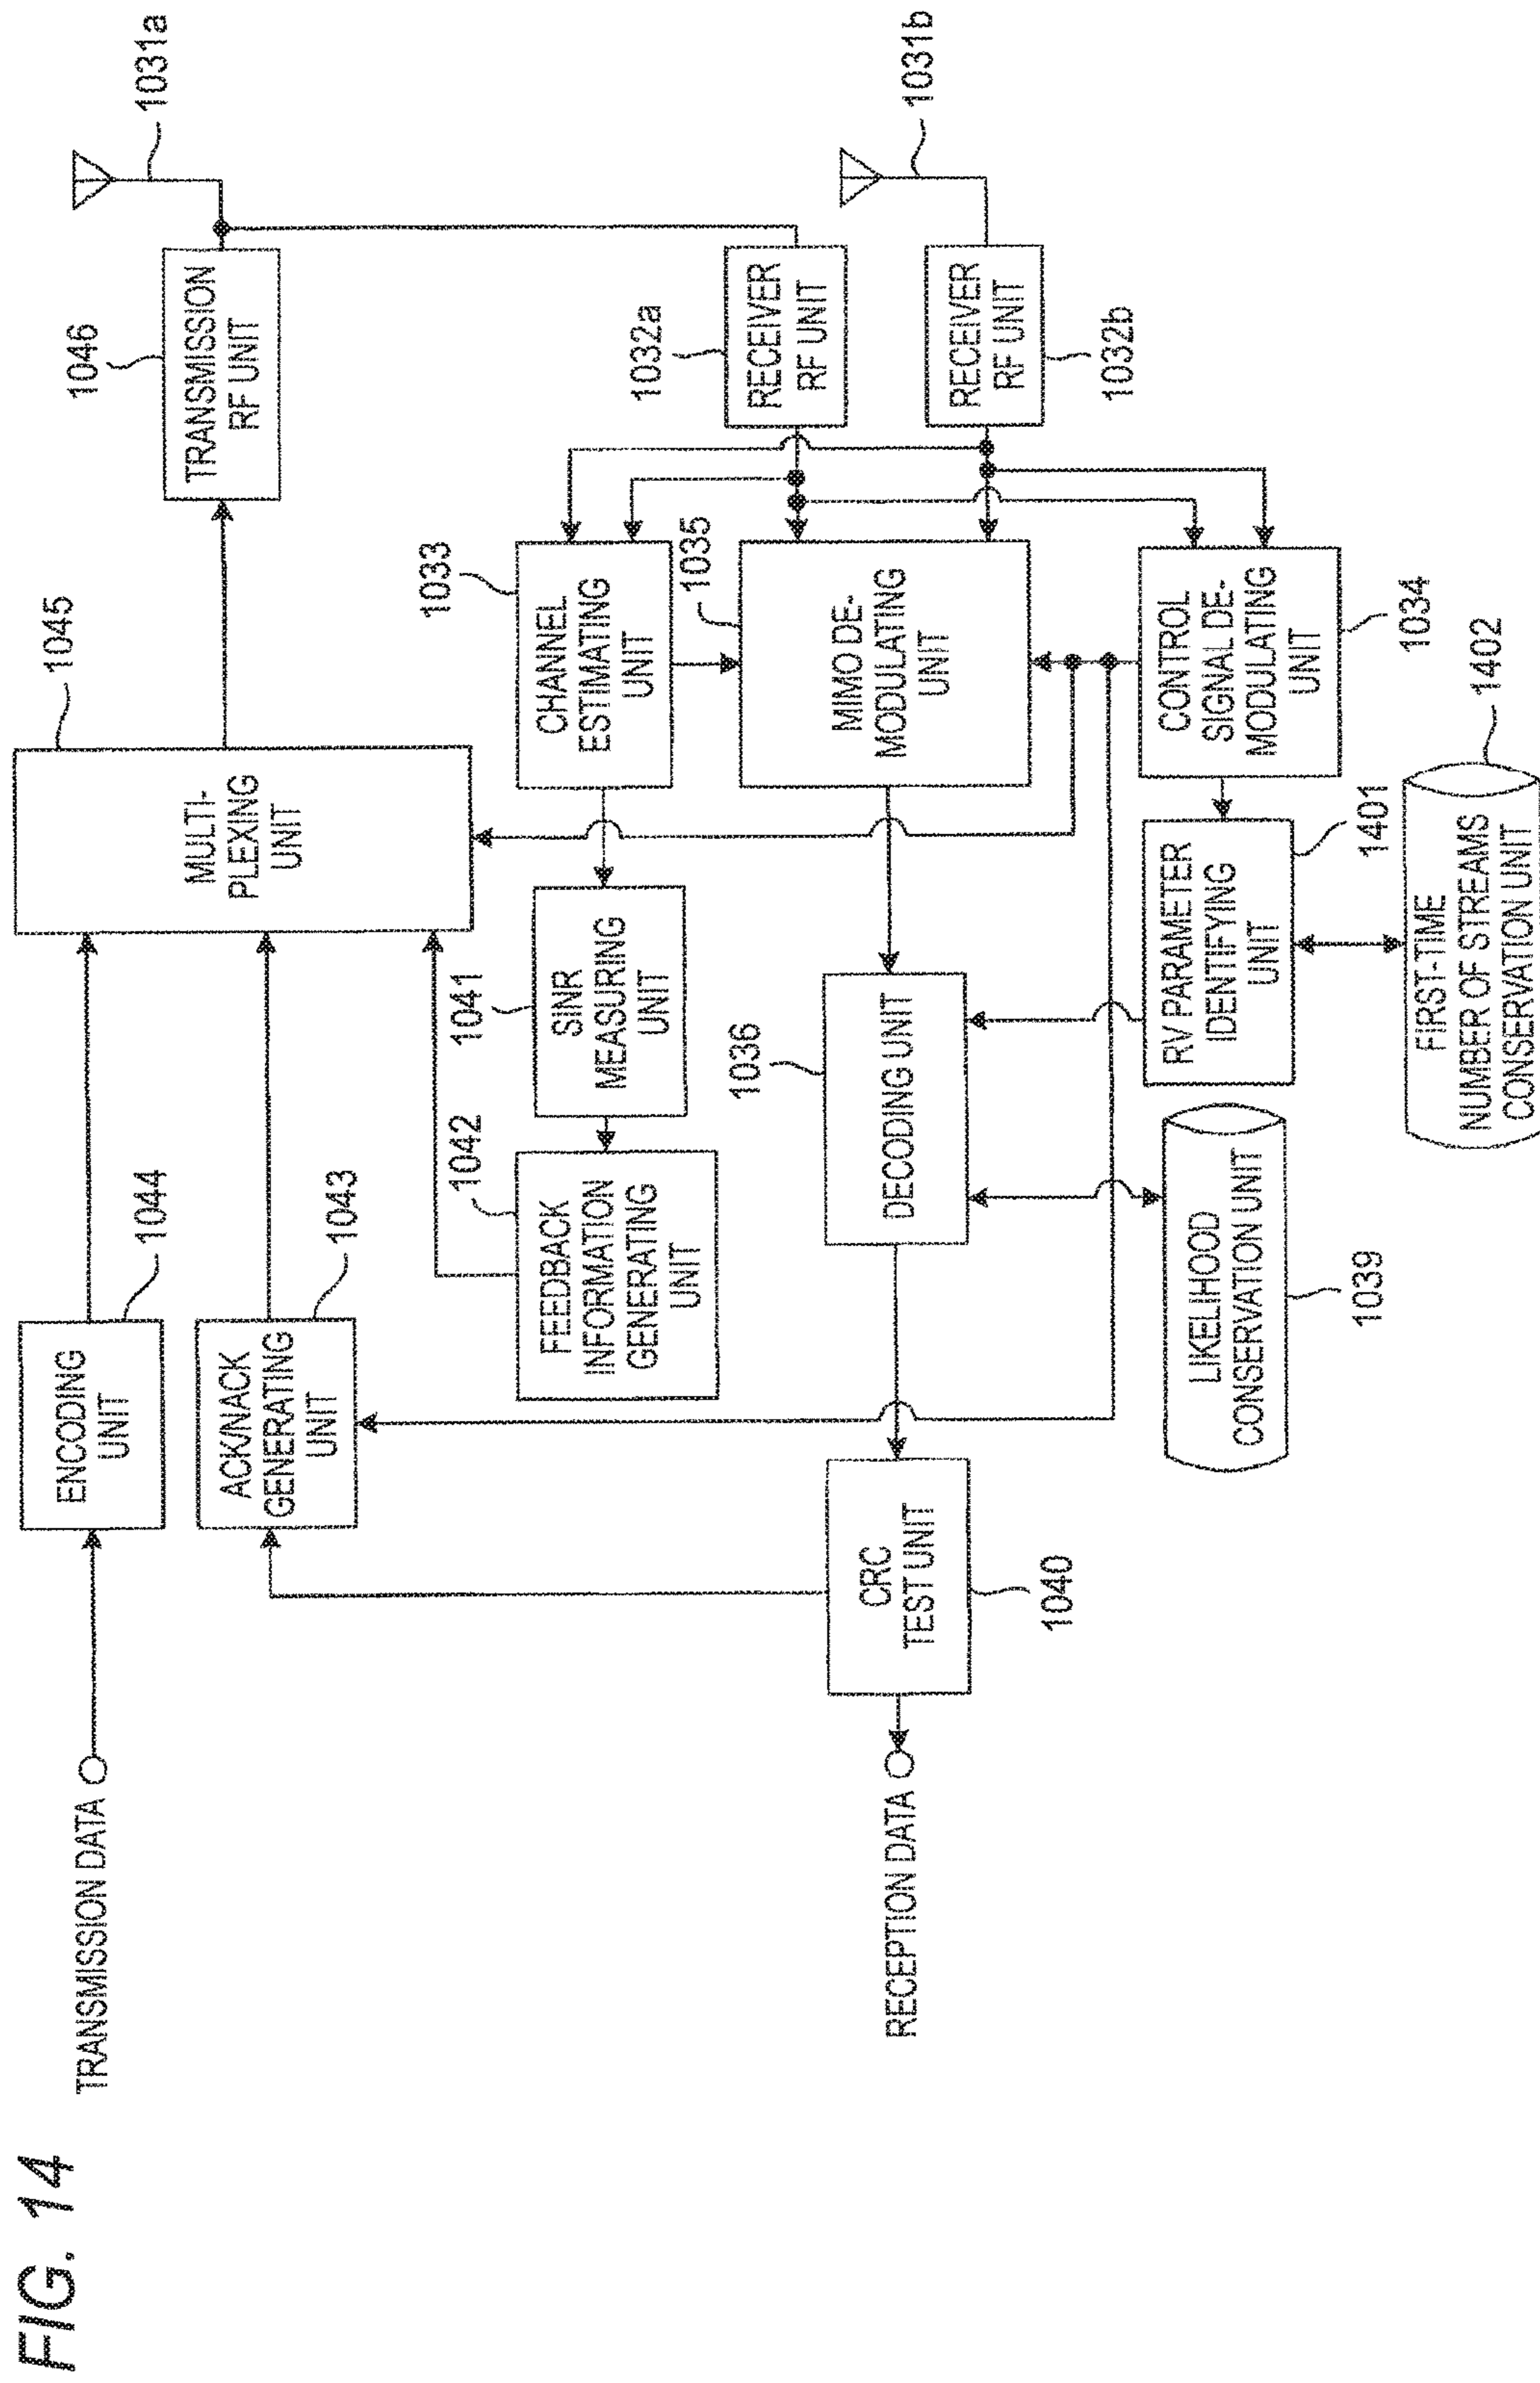 FIG. 14
TRANSMISSION DATA
ENCODING
UNIT
1044
ACK/NACK
GENERATING
UNIT
1043
MULTI-
PLEXING
UNIT
1045
TRANSMISSION
RF UNIT
1046
1031a
FEEDBACK
INFORMATION
GENERATING
UNIT
1042
SINR
MEASURING
UNIT
1041
CHANNEL
ESTIMATING
UNIT
1033
RECEIVER
RF UNIT
1032a
RECEPTION DATA
CRC
TEST UNIT
1040
DECODING UNIT
1036
MIMO DE-
MODULATING
UNIT
1035
RECEIVER
RF UNIT
1032b
1031b
LIKELIHOOD
CONSERVATION UNIT
1039
RV PARAMETER
IDENTIFYING
UNIT
1401
CONTROL
SIGNAL DE-
MODULATING
UNIT
1034
FIRST-TIME
NUMBER OF STREAMS
CONSERVATION UNIT
1402